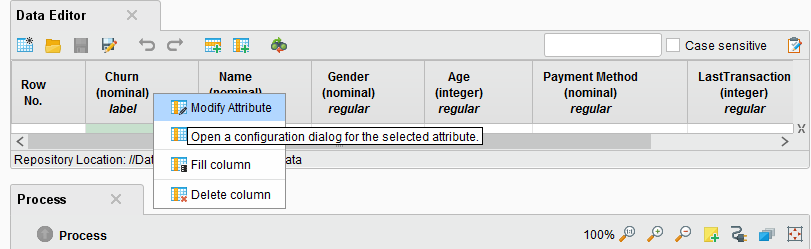 Data Editor
Case sensitive
Row No.
Churn (nominal) label
Name (nominal)
Gender (nominal) regular
Age (integer) regular
Payment Method (nominal) regular
LastTransaction (integer) regular
Modify Attribute
Open a configuration dialog for the selected attribute.
Repository Location: //Dat
ata
Fill column
Delete column
Process
Process
100%